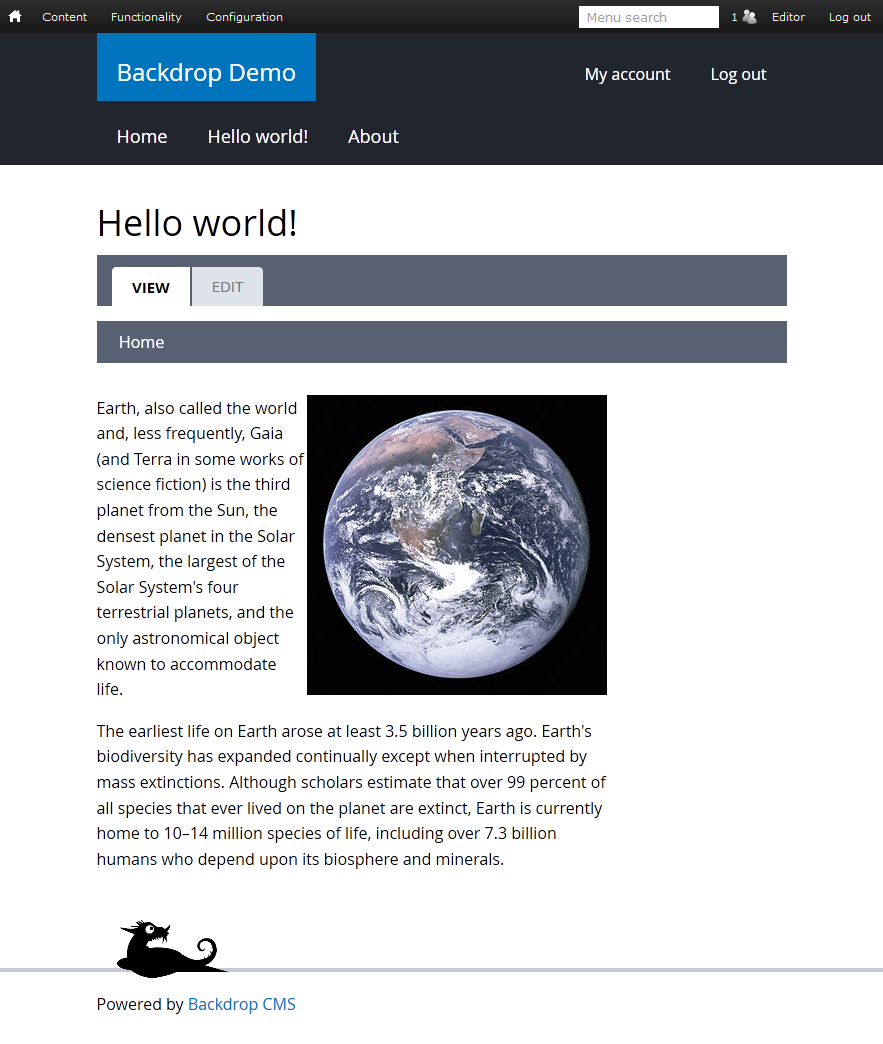 Content Functionality Configuration Menu search 1 Editor Log out
Backdrop Demo
My account Log out
Home Hello world! About
Hello world!
VIEW EDIT
Home
Earth, also called the world
and, less frequently, Gaia
(and Terra in some works of
science fiction) is the third
planet from the Sun, the
densest planet in the Solar
System, the largest of the
Solar System's four
terrestrial planets, and the
only astronomical object
known to accommodate
life.
The earliest life on Earth arose at least 3.5 billion years ago. Earth's
biodiversity has expanded continually except when interrupted by
mass extinctions. Although scholars estimate that over 99 percent of
all species that ever lived on the planet are extinct, Earth is currently
home to 10–14 million species of life, including over 7.3 billion
humans who depend upon its biosphere and minerals.
Powered by Backdrop CMS